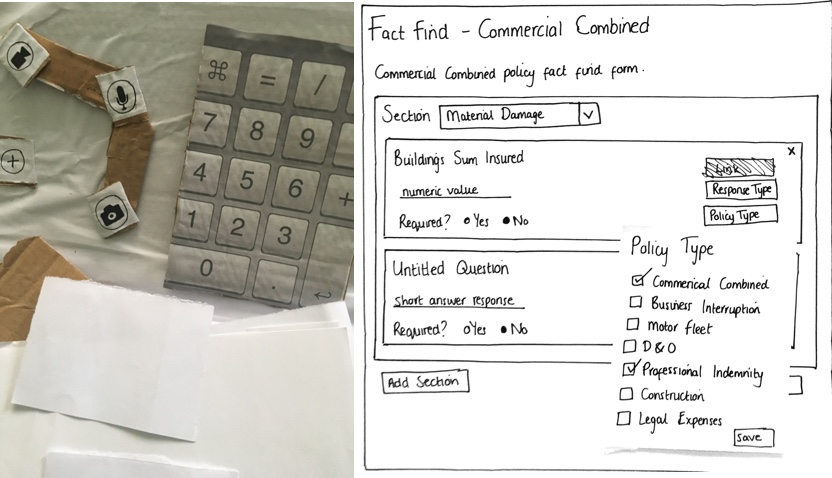 ⌘ = /
7 8 9
4 5 6 +
1 2 3
0 .
Fact Find - Commercial Combined
Commercial Combined policy fact find form.
Section Material Damage
x
Buildings Sum Insured
Link
numeric value
Response Type
Required? Yes No
Policy Type
Untitled Question
short answer response
Required? Yes No
Add Section
Policy Type
Commerical Combined
Business Interruption
Motor fleet
D&O
Professional Indemnity
Construction
Legal Expenses
Save